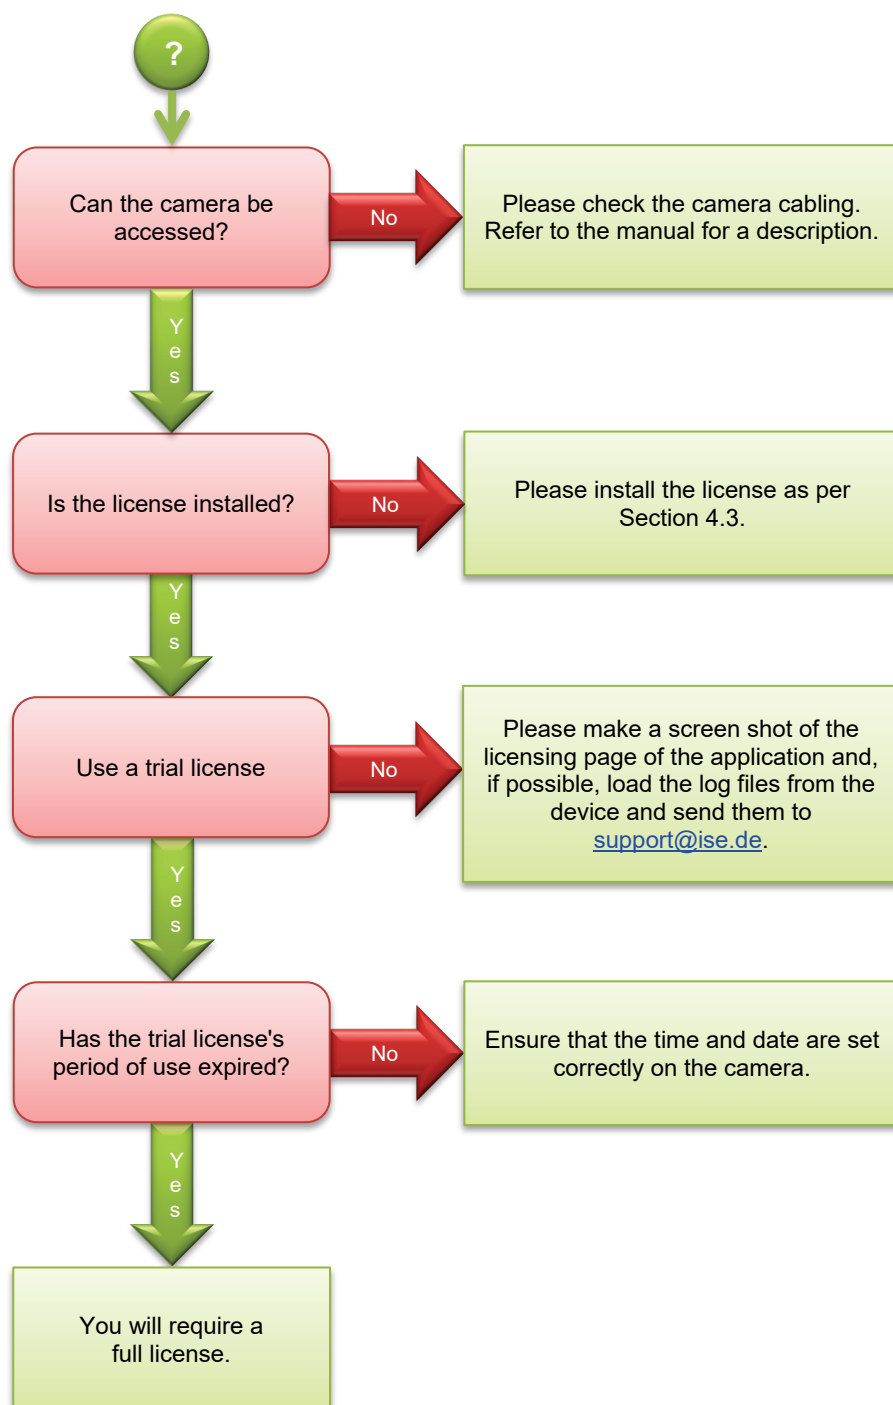 ?
Can the camera be
accessed?
No
Please check the camera cabling.
Refer to the manual for a description.
Yes
Is the license installed?
No
Please install the license as per
Section 4.3.
Yes
Use a trial license
No
Please make a screen shot of the
licensing page of the application and,
if possible, load the log files from the
device and send them to
support@ise.de.
Yes
Has the trial license's
period of use expired?
No
Ensure that the time and date are set
correctly on the camera.
Yes
You will require a
full license.